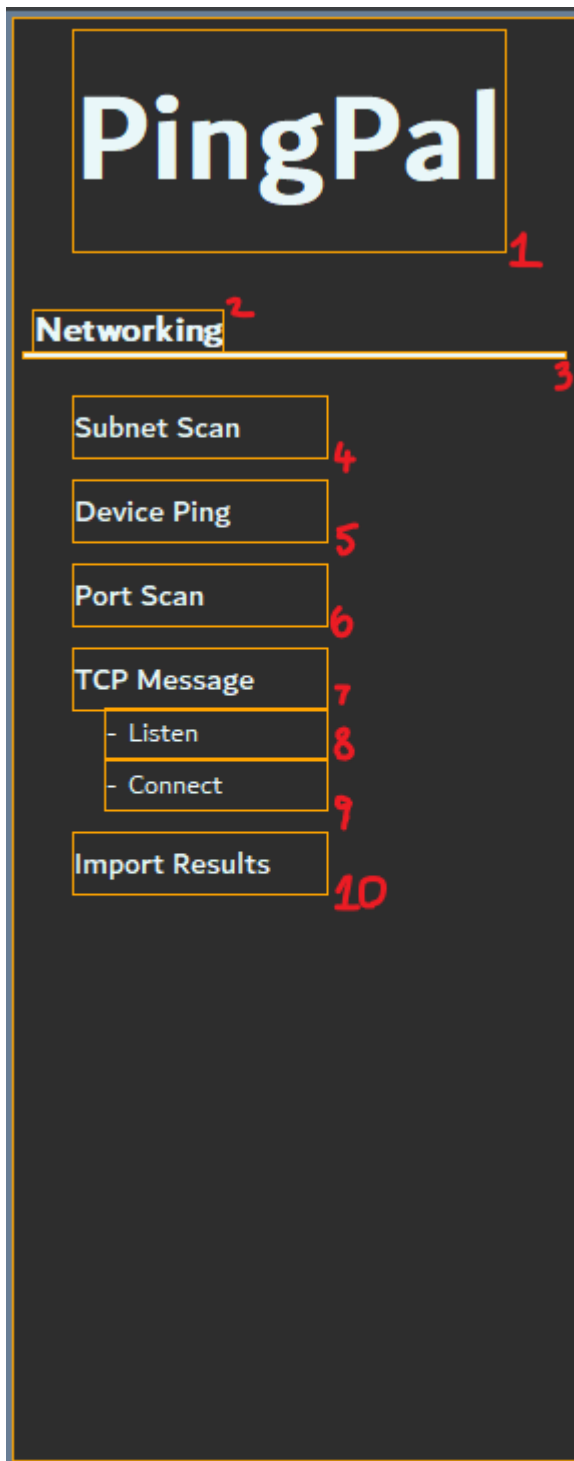 PingPal
1
Networking
2
3
Subnet Scan
4
Device Ping
5
Port Scan
6
TCP Message
7
- Listen
8
- Connect
9
Import Results
10